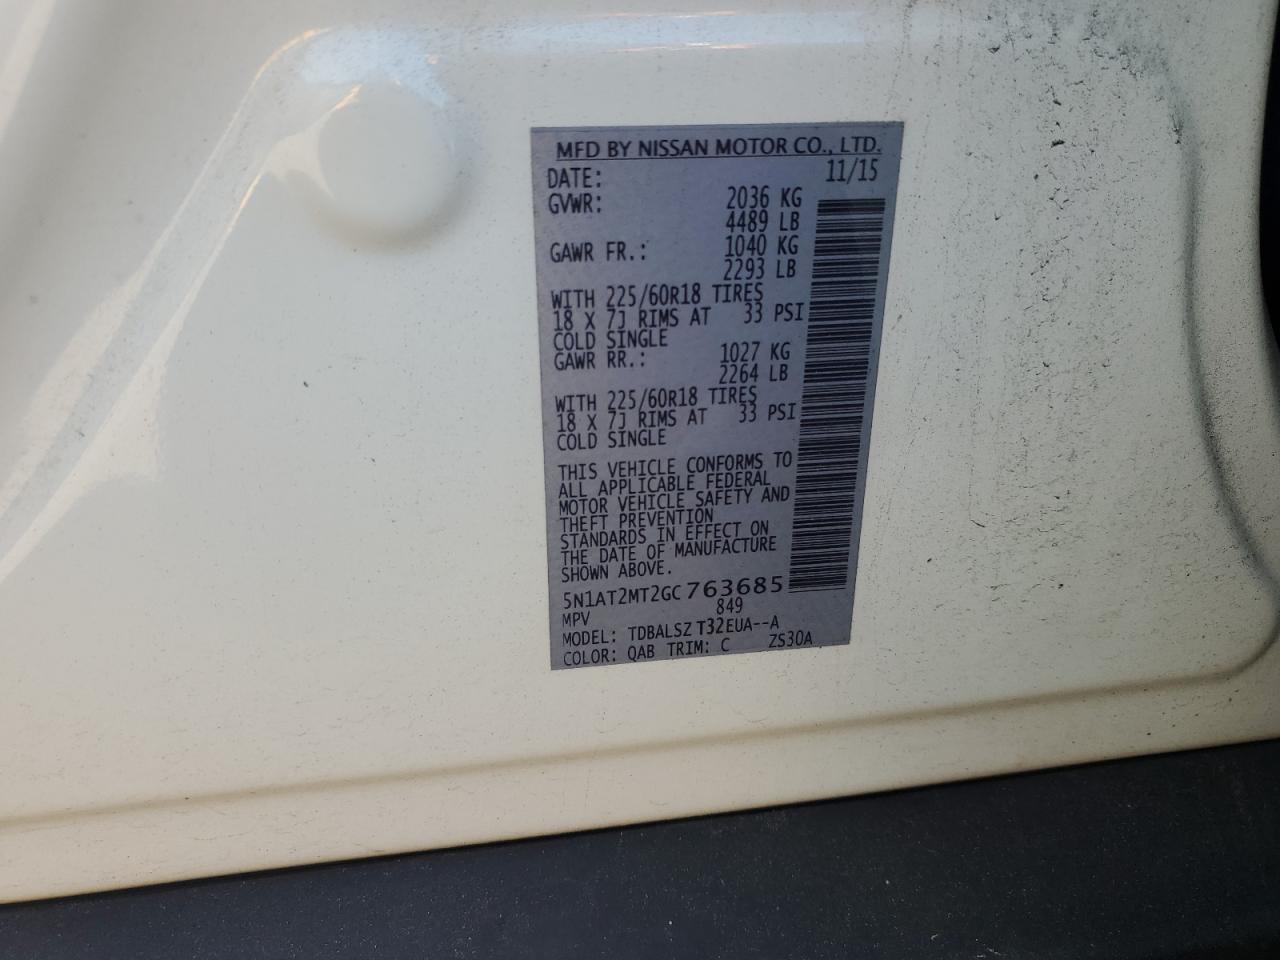 MFD BY NISSAN MOTOR CO., LTD.
DATE: 11/15
GVWR: 2036 KG
4489 LB
GAWR FR.: 1040 KG
2293 LB
WITH 225/60R18 TIRES
18 X 7J RIMS AT 33 PSI
COLD SINGLE
GAWR RR.: 1027 KG
2264 LB
WITH 225/60R18 TIRES
18 X 7J RIMS AT 33 PSI
COLD SINGLE
THIS VEHICLE CONFORMS TO
ALL APPLICABLE FEDERAL
MOTOR VEHICLE SAFETY AND
THEFT PREVENTION
STANDARDS IN EFFECT ON
THE DATE OF MANUFACTURE
SHOWN ABOVE.
5N1AT2MT2GC763685
MPV 849
MODEL: TDBALSZ T32EUA--A
COLOR: QAB TRIM: C ZS30A